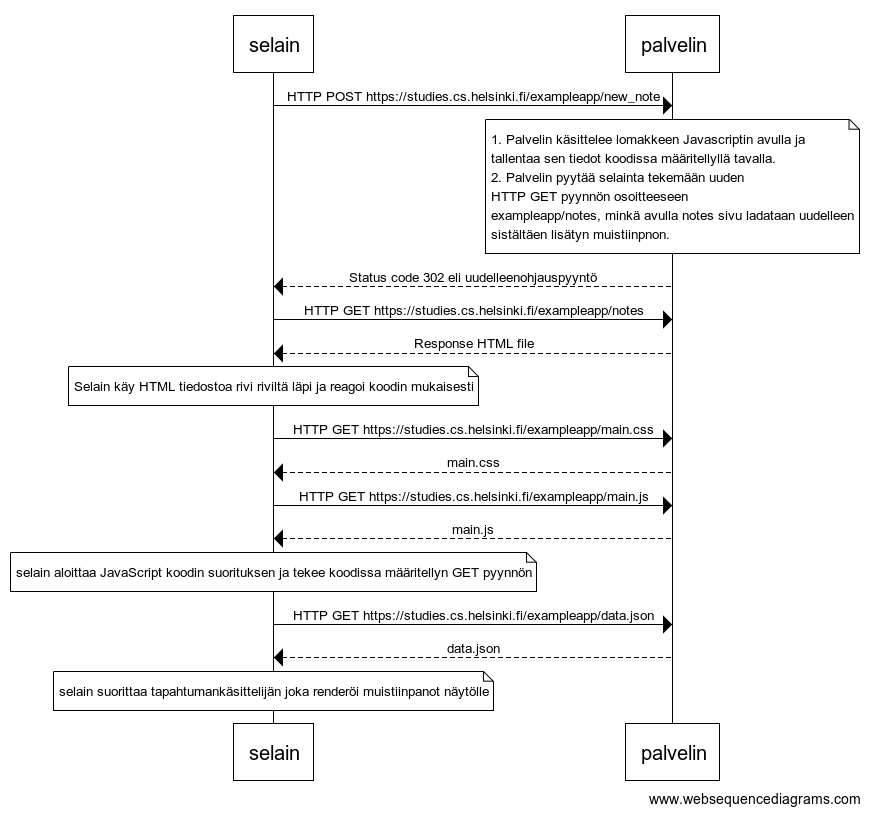 selain
palvelin
HTTP POST https://studies.cs.helsinki.fi/exampleapp/new_note
1. Palvelin käsittelee lomakkeen Javascriptin avulla ja
tallentaa sen tiedot koodissa määritellyllä tavalla.
2. Palvelin pyytää selainta tekemään uuden
HTTP GET pyynnön osoitteeseen
exampleapp/notes, minkä avulla notes sivu ladataan uudelleen
sistältäen lisätyn muistiinpnon.
Status code 302 eli uudelleenohjauspyyntö
HTTP GET https://studies.cs.helsinki.fi/exampleapp/notes
Response HTML file
Selain käy HTML tiedostoa rivi riviltä läpi ja reagoi koodin mukaisesti
HTTP GET https://studies.cs.helsinki.fi/exampleapp/main.css
main.css
HTTP GET https://studies.cs.helsinki.fi/exampleapp/main.js
main.js
selain aloittaa JavaScript koodin suorituksen ja tekee koodissa määritellyn GET pyynnön
HTTP GET https://studies.cs.helsinki.fi/exampleapp/data.json
data.json
selain suorittaa tapahtumankäsittelijän joka renderöi muistiinpanot näytölle
selain
palvelin
www.websequencediagrams.com